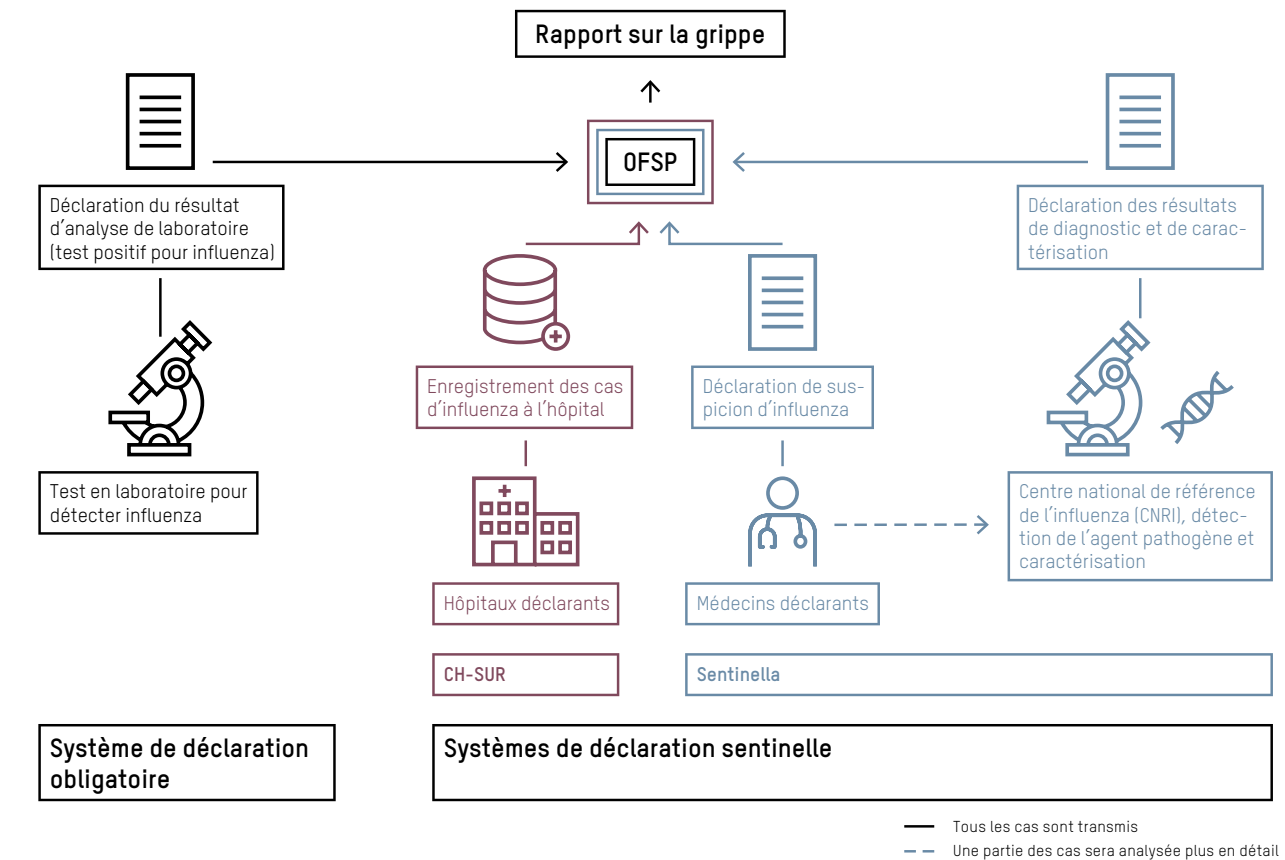 Rapport sur la grippe
OFSP
Déclaration du résultat
d'analyse de laboratoire
(test positif pour influenza)
Déclaration des résultats
de diagnostic et de carac-
térisation
Enregistrement des cas
d'influenza à l'hôpital
Déclaration de sus-
picion d'influenza
Test en laboratoire pour
détecter influenza
Centre national de référence
de l'influenza (CNRI), détec-
tion de l'agent pathogène et
caractérisation
Hôpitaux déclarants
Médecins déclarants
CH-SUR
Sentinella
Système de déclaration
obligatoire
Systèmes de déclaration sentinelle
Tous les cas sont transmis
Une partie des cas sera analysée plus en détail